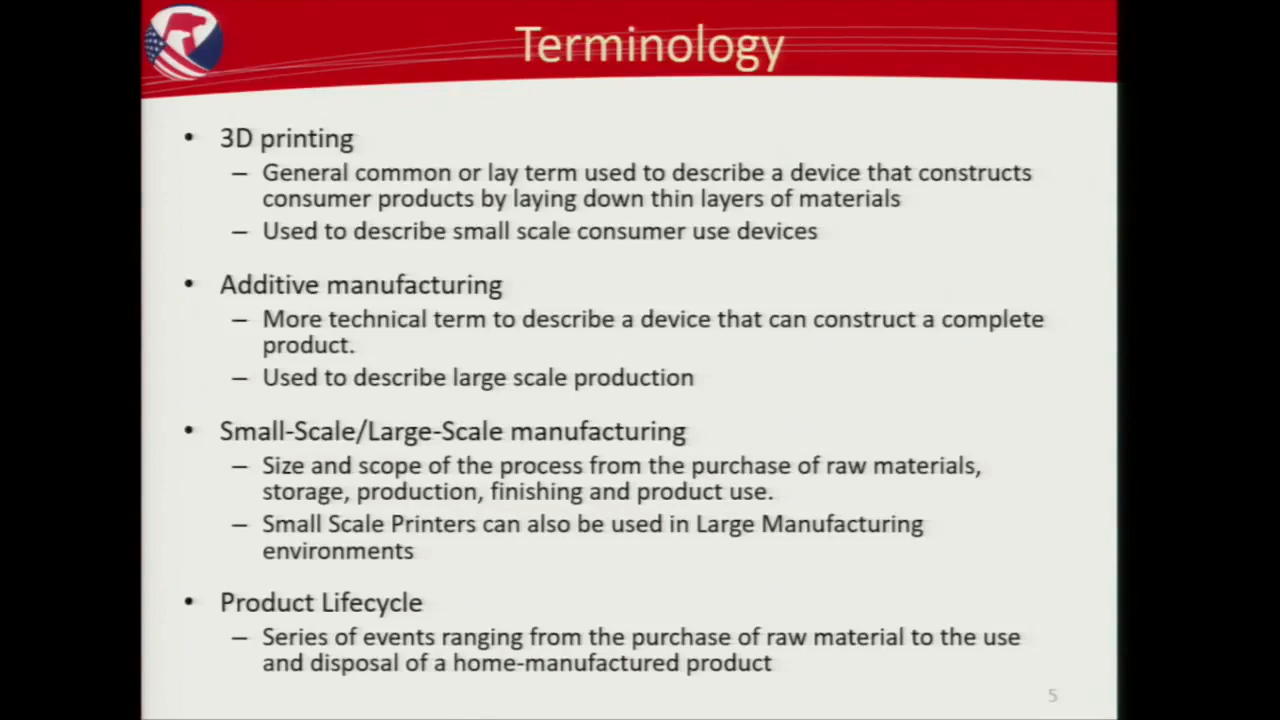 Terminology
• 3D printing
– General common or lay term used to describe a device that constructs
consumer products by laying down thin layers of materials
– Used to describe small scale consumer use devices
• Additive manufacturing
– More technical term to describe a device that can construct a complete
product.
– Used to describe large scale production
• Small-Scale/Large-Scale manufacturing
– Size and scope of the process from the purchase of raw materials,
storage, production, finishing and product use.
– Small Scale Printers can also be used in Large Manufacturing
environments
• Product Lifecycle
– Series of events ranging from the purchase of raw material to the use
and disposal of a home-manufactured product
5